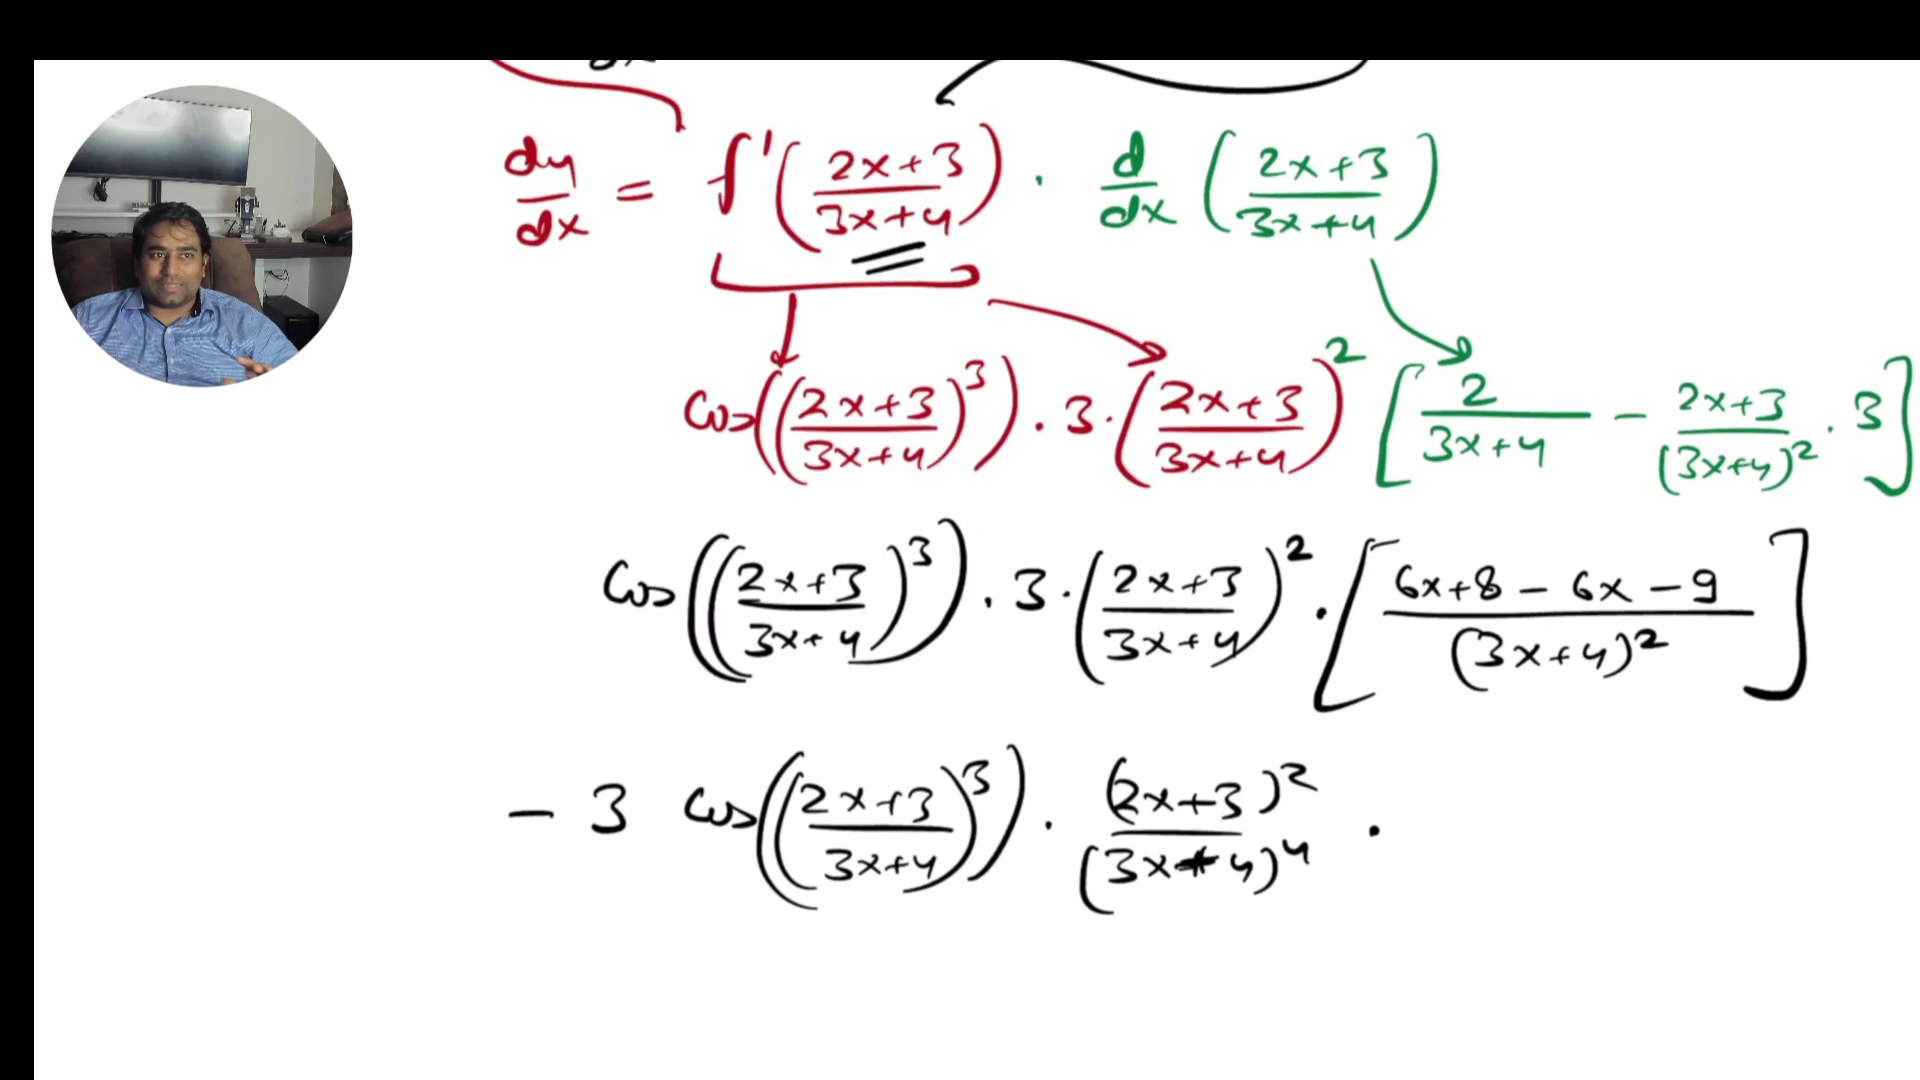 dy/dx = f'((2x+3)/(3x+4)) · d/dx((2x+3)/(3x+4))
cos(((2x+3)/(3x+4))^3) · 3 · ((2x+3)/(3x+4))^2 [2/(3x+4) - (2x+3)/(3x+4)^2 · 3]
cos(((2x+3)/(3x+4))^3) · 3 · ((2x+3)/(3x+4))^2 · [(6x+8-6x-9)/(3x+4)^2]
- 3 cos(((2x+3)/(3x+4))^3) · (2x+3)^2/(3x+4)^4 ·